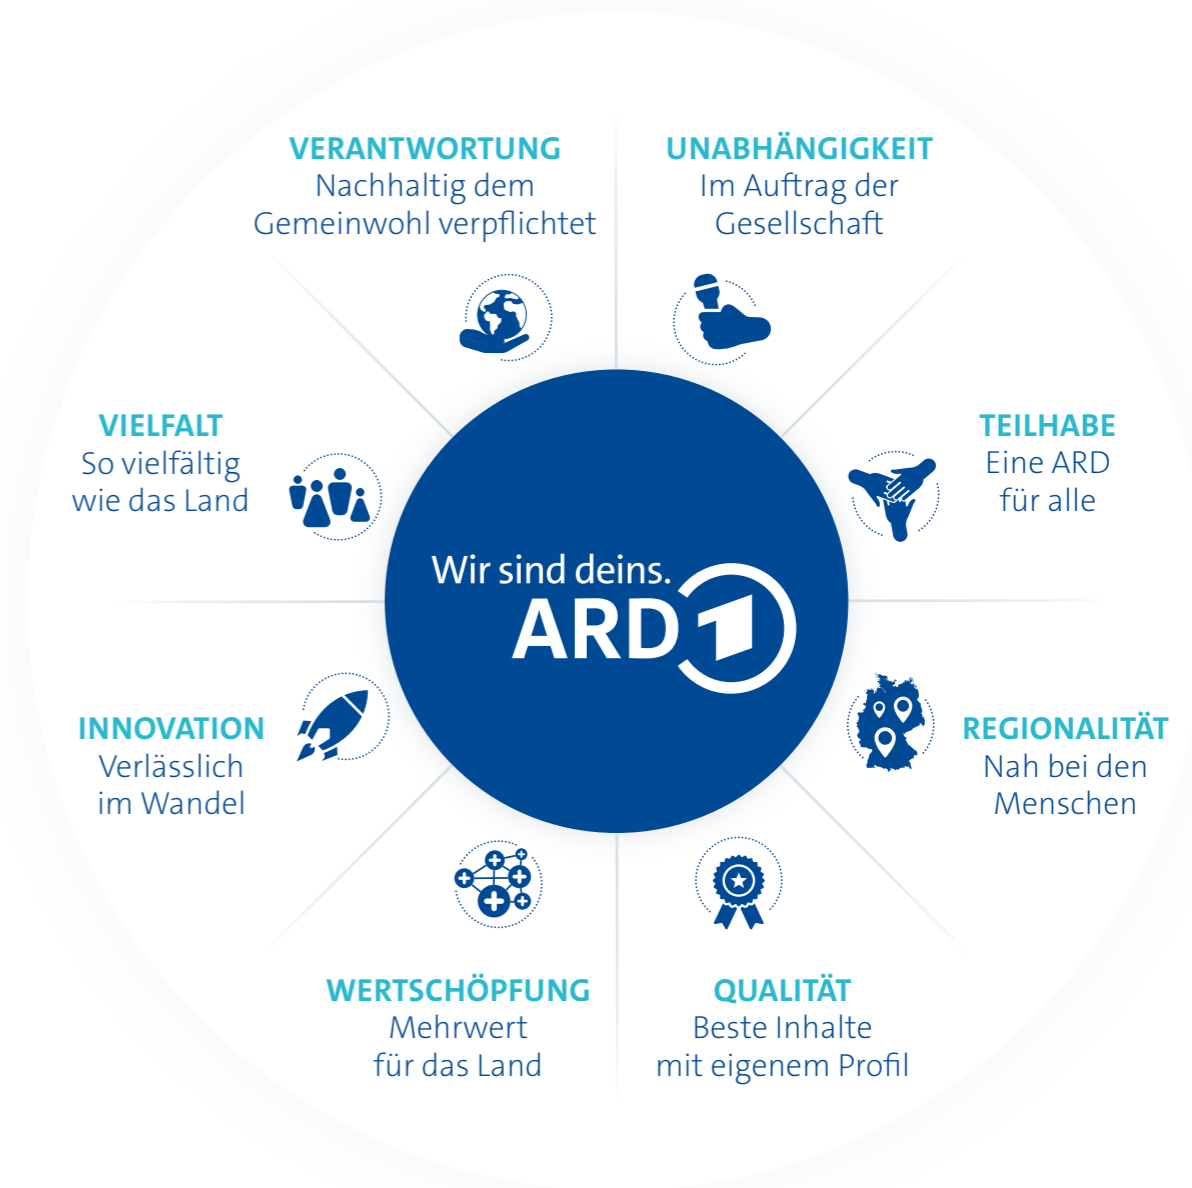 VERANTWORTUNG
Nachhaltig dem
Gemeinwohl verpflichtet
UNABHÄNGIGKEIT
Im Auftrag der
Gesellschaft
VIELFALT
So vielfältig
wie das Land
TEILHABE
Eine ARD
für alle
Wir sind deins.
ARD 1
INNOVATION
Verlässlich
im Wandel
REGIONALITÄT
Nah bei den
Menschen
WERTSCHÖPFUNG
Mehrwert
für das Land
QUALITÄT
Beste Inhalte
mit eigenem Profil